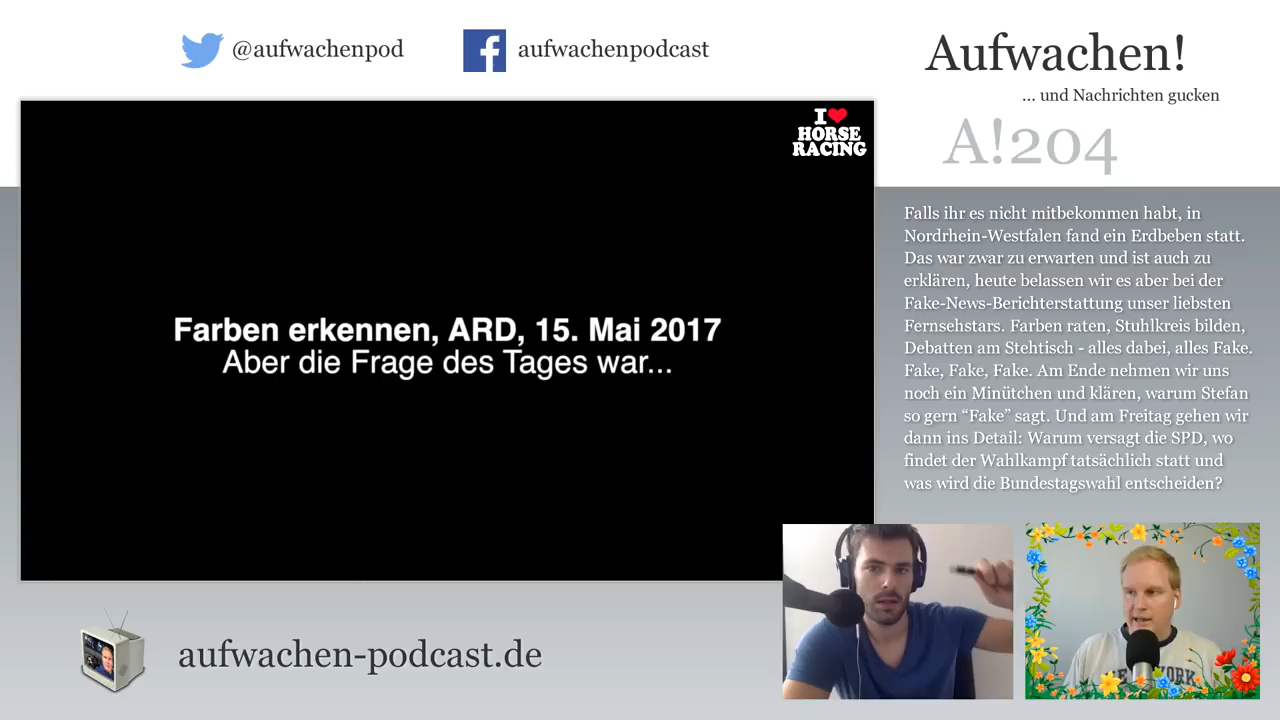 @aufwachenpod
aufwachenpodcast
Aufwachen!
... und Nachrichten gucken
A!204
I
HORSE
RACING
Farben erkennen, ARD, 15. Mai 2017
Aber die Frage des Tages war...
Falls ihr es nicht mitbekommen habt, in
Nordrhein-Westfalen fand ein Erdbeben statt.
Das war zwar zu erwarten und ist auch zu
erklären, heute belassen wir es aber bei der
Fake-News-Berichterstattung unser liebsten
Fernsehstars. Farben raten, Stuhlkreis bilden,
Debatten am Stehtisch - alles dabei, alles Fake.
Fake, Fake, Fake. Am Ende nehmen wir uns
noch ein Minütchen und klären, warum Stefan
so gern “Fake” sagt. Und am Freitag gehen wir
dann ins Detail: Warum versagt die SPD, wo
findet der Wahlkampf tatsächlich statt und
was wird die Bundestagswahl entscheiden?
aufwachen-podcast.de